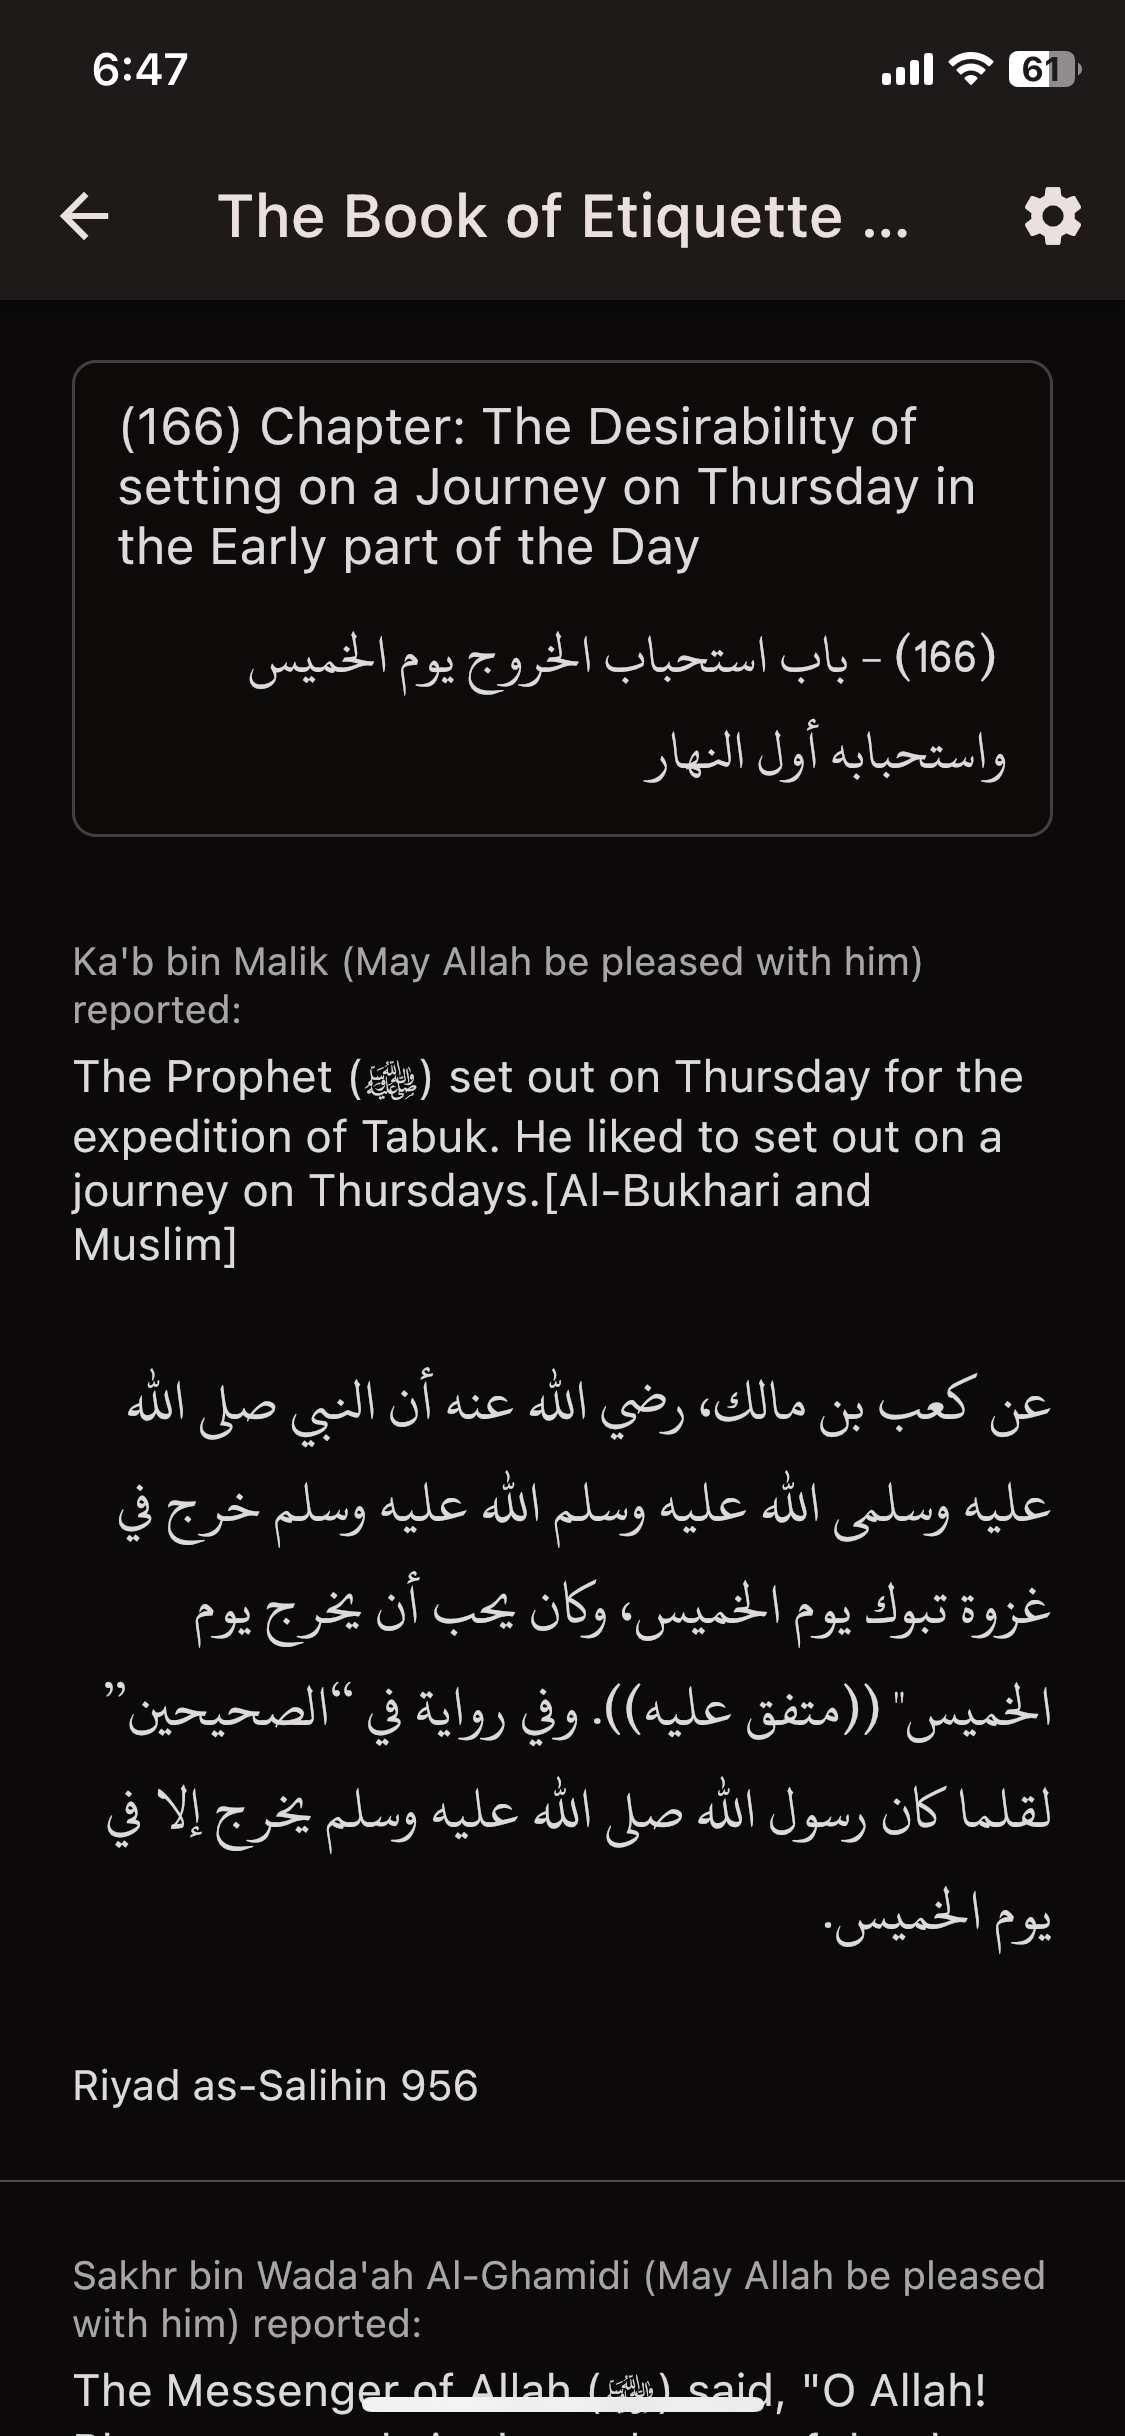 6:47
61
The Book of Etiquette ...
(166) Chapter: The Desirability of
setting on a Journey on Thursday in
the Early part of the Day
(166) - باب استحباب الخروج يوم الخميس
واستحبابه أول النهار
Ka'b bin Malik (May Allah be pleased with him)
reported:
The Prophet (ﷺ) set out on Thursday for the
expedition of Tabuk. He liked to set out on a
journey on Thursdays.[Al-Bukhari and
Muslim]
عن كعب بن مالك، رضي الله عنه أن النبي صلى الله
عليه وسلمى الله عليه وسلم الله عليه وسلم خرج في
غزوة تبوك يوم الخميس، وكان يحب أن يخرج يوم
الخميس" ((متفق عليه)). وفي رواية في “الصحيحين”
لقلما كان رسول الله صلى الله عليه وسلم يخرج إلا في
يوم الخميس.
Riyad as-Salihin 956
Sakhr bin Wada'ah Al-Ghamidi (May Allah be pleased
with him) reported:
The Messenger of Allah (ﷺ) said, "O Allah!